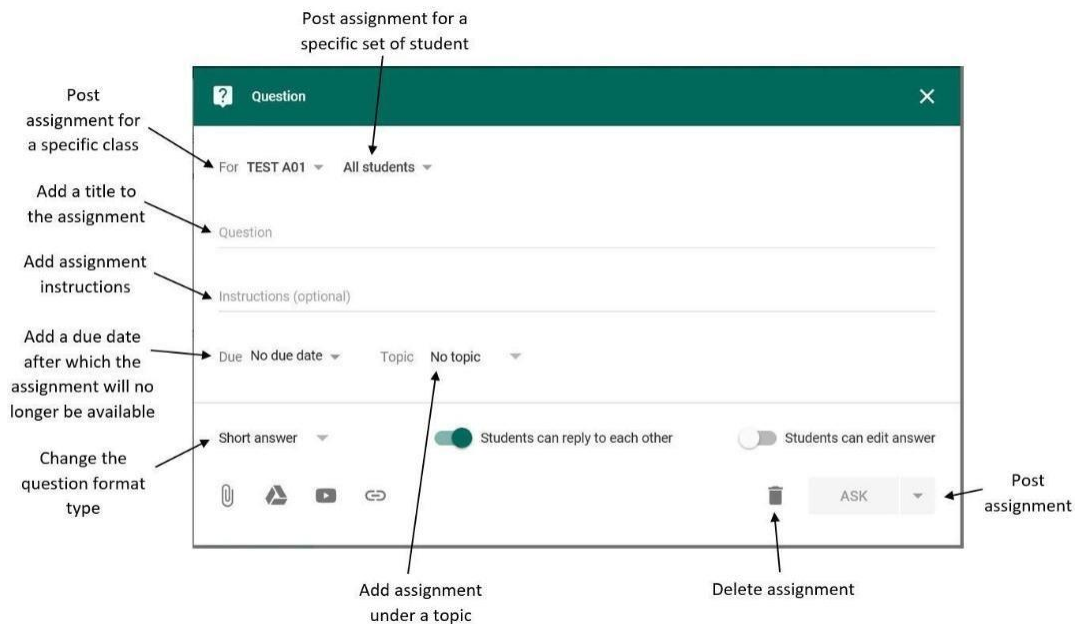 Post assignment for a
specific set of student
Question
Post
assignment for
a specific class
For TEST A01 All students
Add a title to
the assignment
Question
Add assignment
instructions
Instructions (optional)
Add a due date
after which the
assignment will no
longer be available
Due No due date Topic No topic
Short answer Students can reply to each other Students can edit answer
Change the
question format
type
ASK
Post
assignment
Add assignment
under a topic
Delete assignment